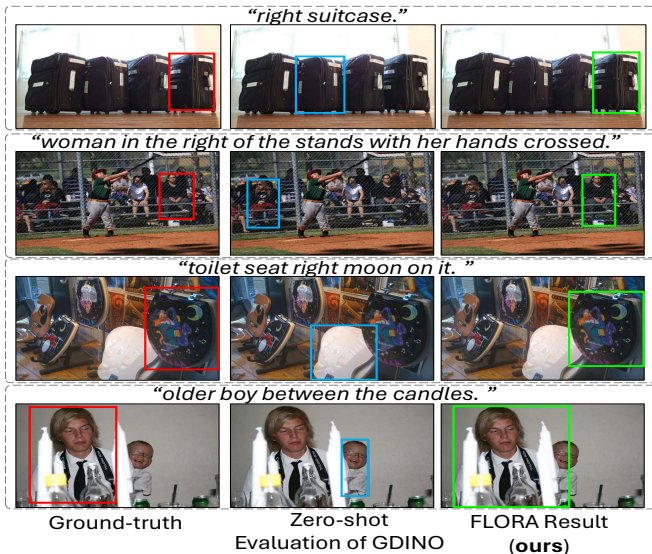 “right suitcase.”
“woman in the right of the stands with her hands crossed.”
“toilet seat right moon on it. ”
“older boy between the candles. ”
Ground-truth
Zero-shot
Evaluation of GDINO
FLORA Result
(ours)